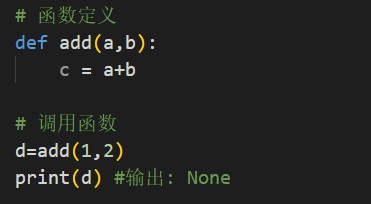 # 函数定义
def add(a,b):
    c = a+b
# 调用函数
d=add(1,2)
print(d) #输出: None